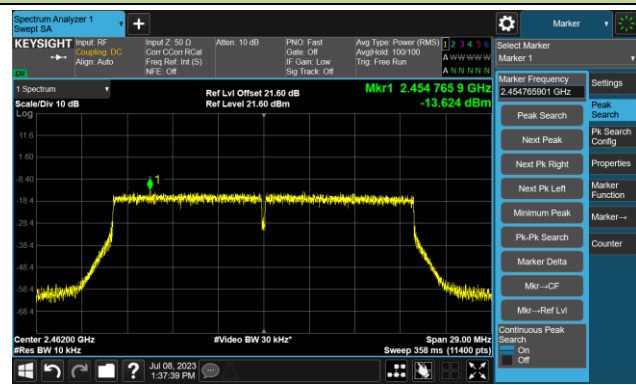 Spectrum Analyzer 1
Swept SA
+
Marker
KEYSIGHT
Input: RF
Coupling: DC
Align: Auto
Input Z: 50 Ω
Corr CCorr RCal
Freq Ref: Int (S)
NFE: Off
Atten: 10 dB
PNO: Fast
Gate: Off
IF Gain: Low
Sig Track: Off
Avg Type: Power (RMS)
Avg|Hold: 100/100
Trig: Free Run
1 2 3 4 5 6
A W W W W W
A N N N N N
Select Marker
Marker 1
LW
1 Spectrum
Scale/Div 10 dB
Log
Ref Lvl Offset 21.60 dB
Ref Level 21.60 dBm
Mkr1 2.454 765 9 GHz
-13.624 dBm
11.6
1.60
-8.40
-18.4
-28.4
-38.4
-48.4
-58.4
-68.4
1
Center 2.46200 GHz
#Res BW 10 kHz
#Video BW 30 kHz*
Span 29.00 MHz
Sweep 358 ms (11400 pts)
Marker Frequency
2.454765901 GHz
Peak Search
Next Peak
Next Pk Right
Next Pk Left
Minimum Peak
Pk-Pk Search
Marker Delta
Mkr→CF
Mkr→Ref Lvl
Continuous Peak
Search
On
Off
Settings
Peak
Search
Pk Search
Config
Properties
Marker
Function
Marker→
Counter
?
Jul 08, 2023
1:37:39 PM